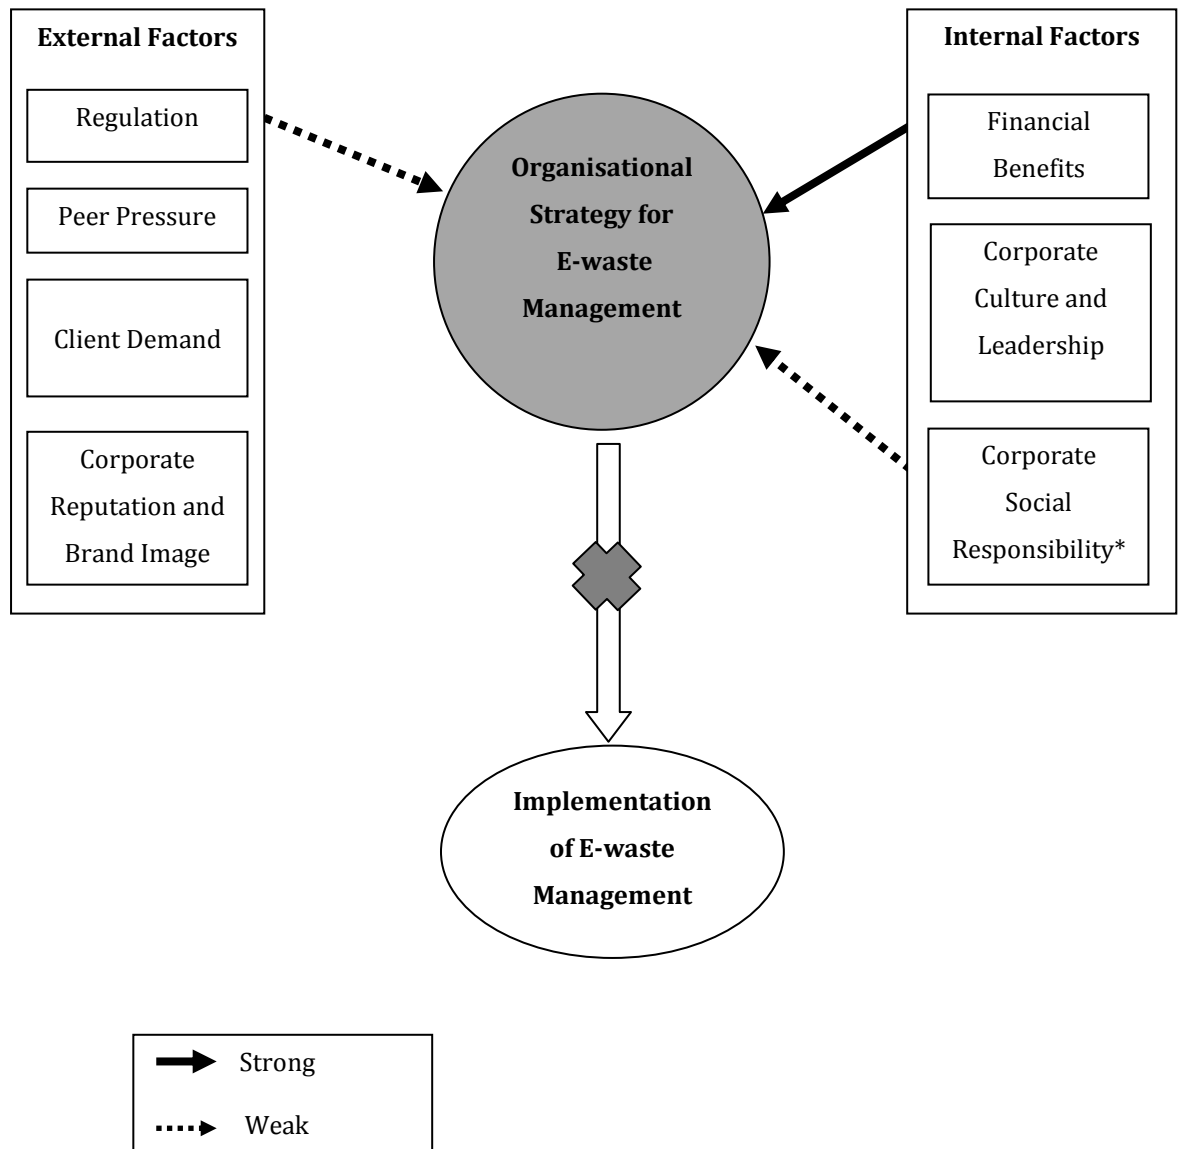 External Factors
Regulation
Peer Pressure
Client Demand
Corporate
Reputation and
Brand Image
Organisational
Strategy for
E-waste
Management
Internal Factors
Financial
Benefits
Corporate
Culture and
Leadership
Corporate
Social
Responsibility*
Implementation
of E-waste
Management
Strong
Weak